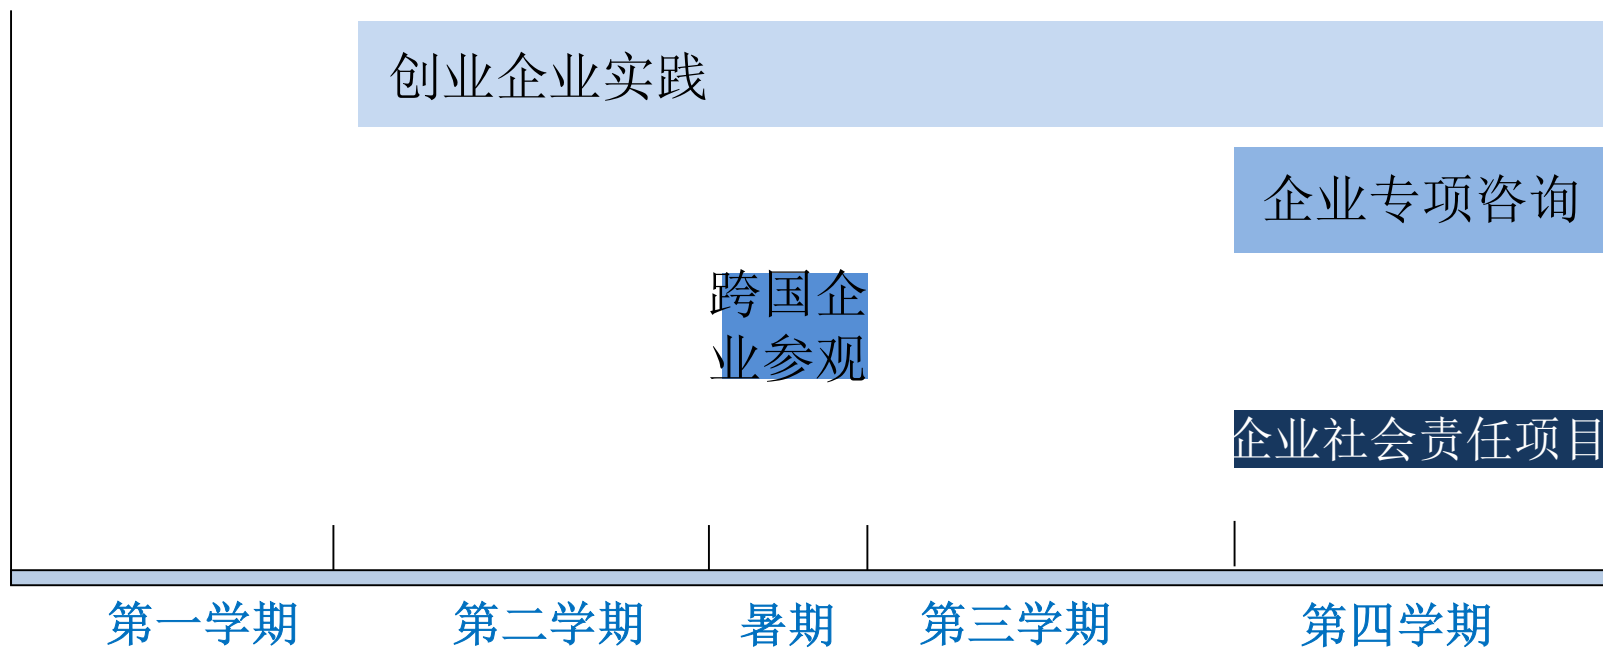 创业企业实践
企业专项咨询
跨国企
业参观
企业社会责任项目
第一学期
第二学期
暑期
第三学期
第四学期